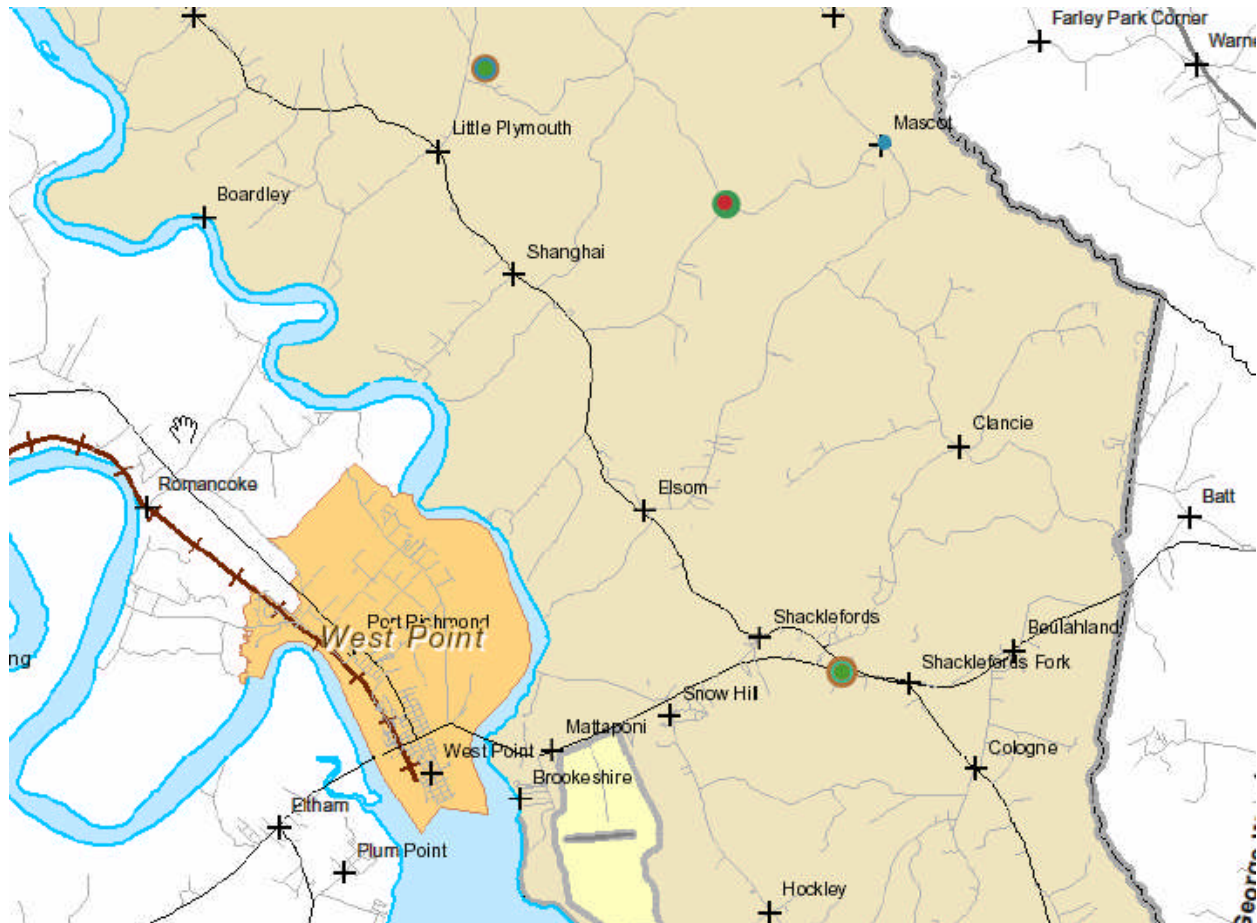 Farley Park Corner
Warne
Mascot
Little Plymouth
Boardley
Shanghai
Clancie
Romancoke
Elsom
Batt
Port Richmond
West Point
ng
Shacklefords
Beulahland
Shacklefords Fork
Snow Hill
Mattaponi
West Point
Cologne
Brookeshire
Eltham
Plum Point
Hockley
George W